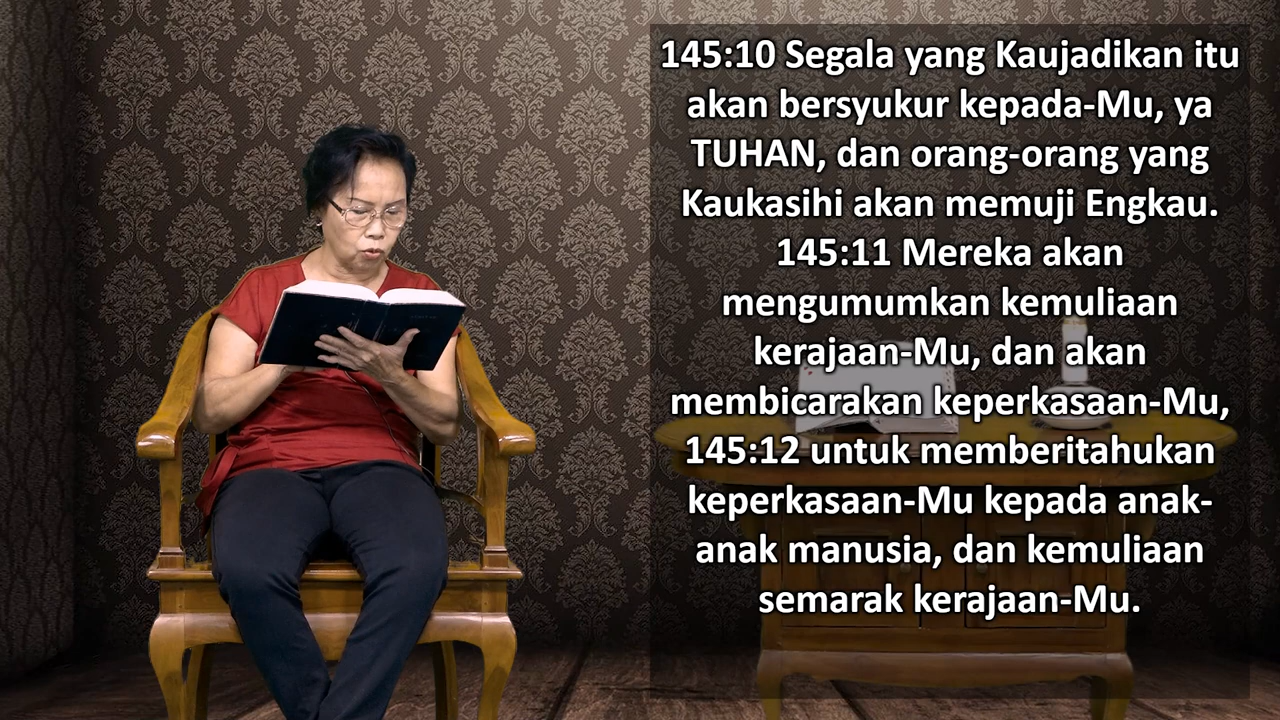 145:10 Segala yang Kaujadikan itu
akan bersyukur kepada-Mu, ya
TUHAN, dan orang-orang yang
Kaukasihi akan memuji Engkau.
145:11 Mereka akan
mengumumkan kemuliaan
kerajaan-Mu, dan akan
membicarakan keperkasaan-Mu,
145:12 untuk memberitahukan
keperkasaan-Mu kepada anak-
anak manusia, dan kemuliaan
semarak kerajaan-Mu.